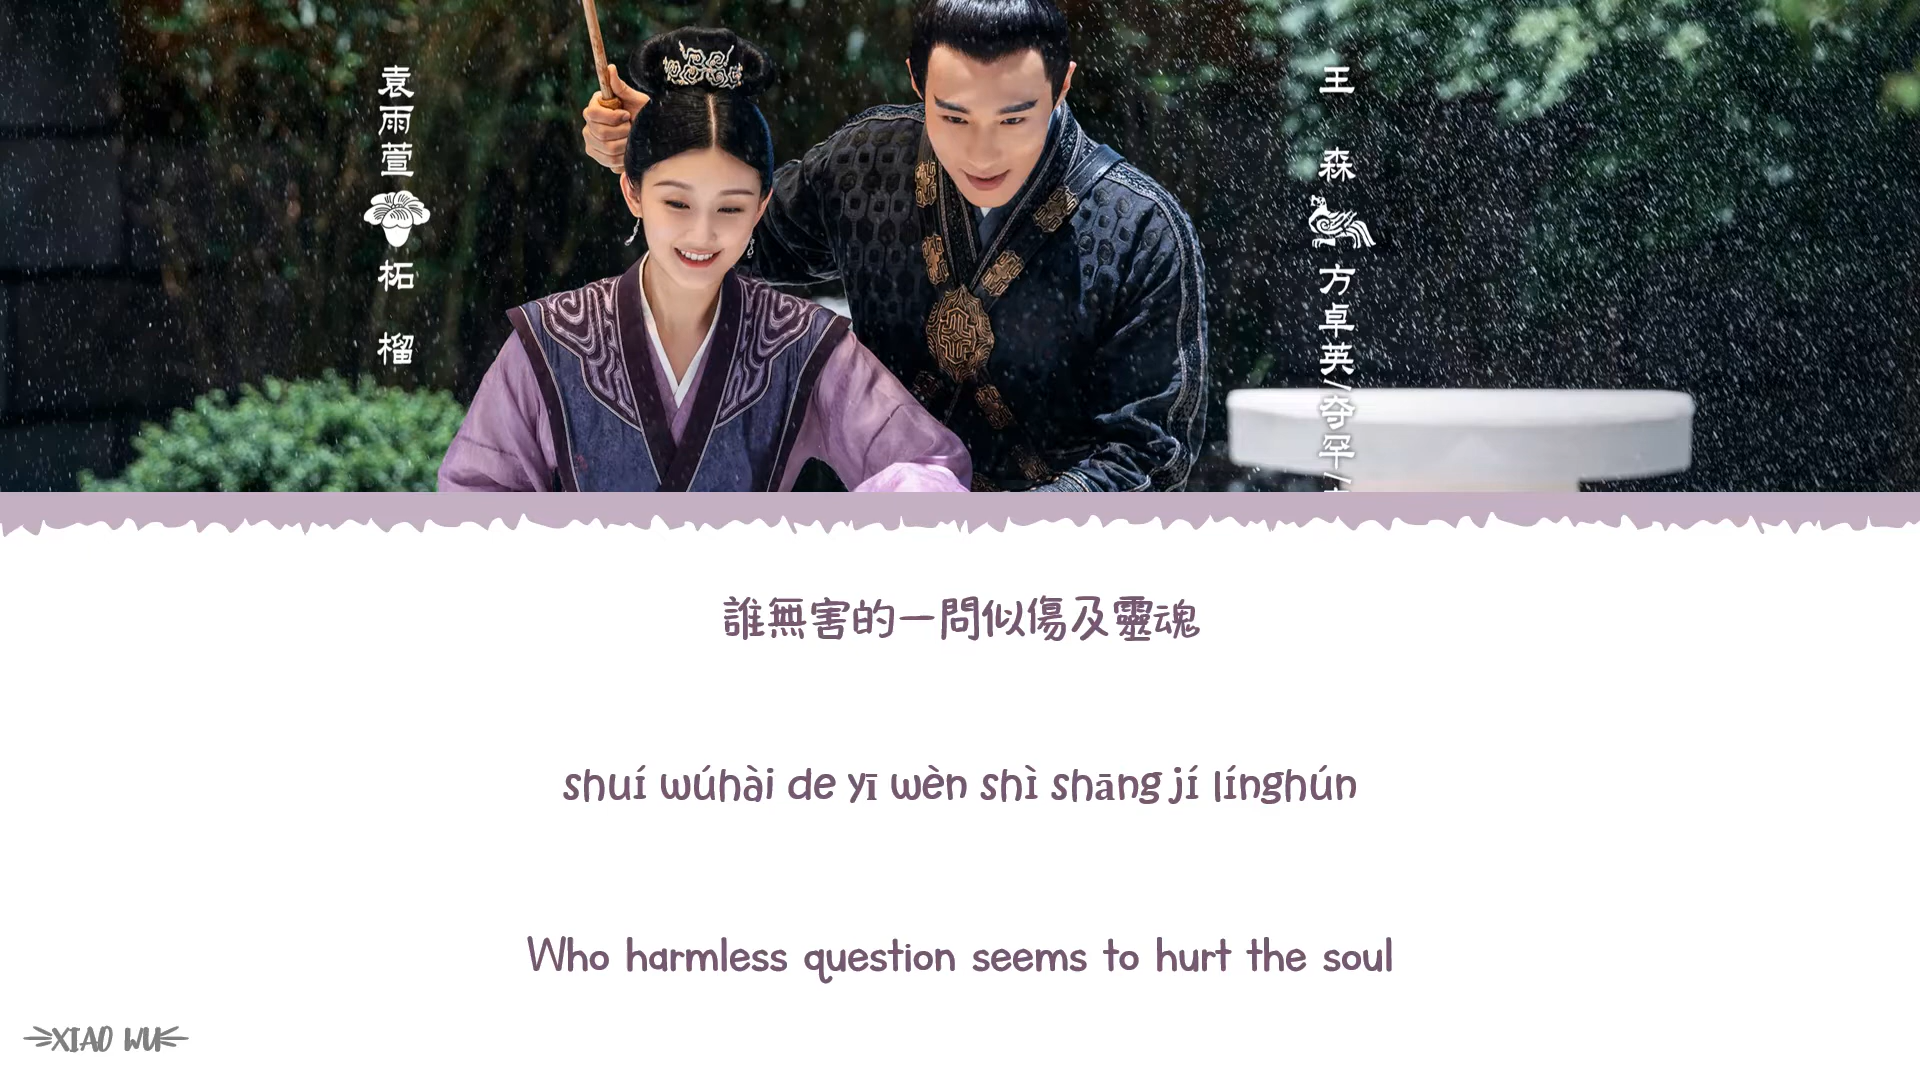 袁雨萱
柘榴
王森
方卓英/夺罕/
誰無害的一問似傷及靈魂
shuí wúhài de yī wèn shì shāng jí línghún
Who harmless question seems to hurt the soul
XIAO WU